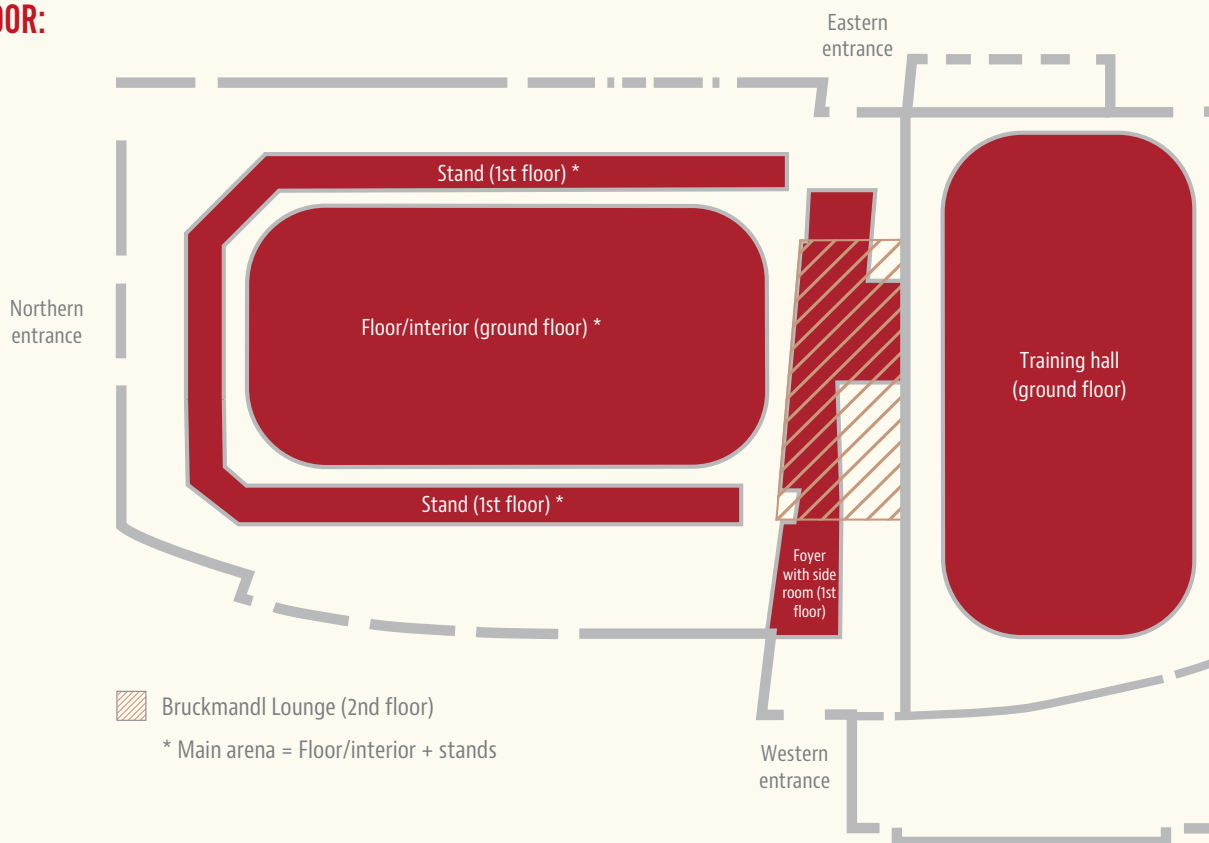 OOR:
Eastern
entrance
Stand (1st floor) *
Northern
entrance
Floor/interior (ground floor) *
Training hall
(ground floor)
Stand (1st floor) *
Foyer
with side
room (1st
floor)
Bruckmandl Lounge (2nd floor)
* Main arena = Floor/interior + stands
Western
entrance